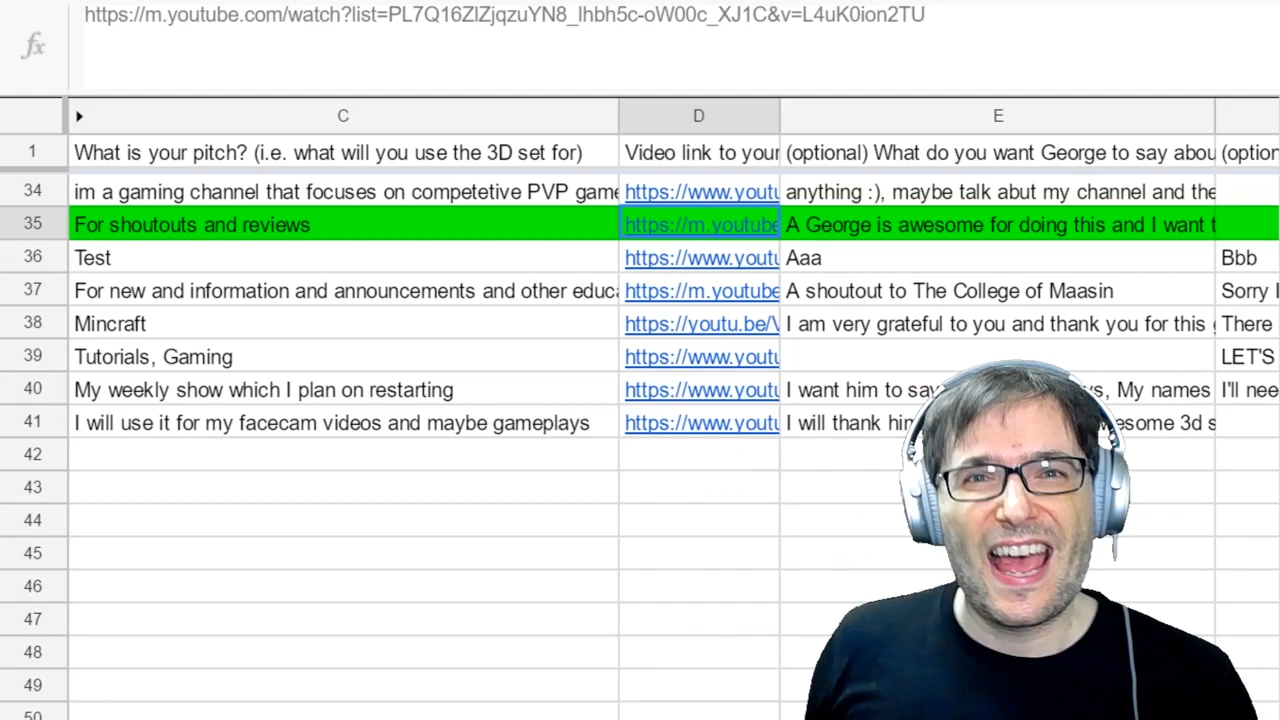 fx
https://m.youtube.com/watch?list=PL7Q16ZlZjqzuYN8_lhbh5c-oW00c_XJ1C&v=L4uK0ion2TU
C D E
1 What is your pitch? (i.e. what will you use the 3D set for) Video link to your (optional) What do you want George to say abou (option
34 im a gaming channel that focuses on competetive PVP game https://www.youtu anything :), maybe talk abut my channel and the
35 For shoutouts and reviews https://m.youtube A George is awesome for doing this and I want t
36 Test https://www.youtu Aaa Bbb
37 For new and information and announcements and other educa https://m.youtube A shoutout to The College of Maasin Sorry I
38 Mincraft https://youtu.be/V I am very grateful to you and thank you for this There
39 Tutorials, Gaming https://www.youtu LET'S
40 My weekly show which I plan on restarting https://www.youtu I want him to say s, My names I'll nee
41 I will use it for my facecam videos and maybe gameplays https://www.youtu I will thank him esome 3d s
42
43
44
45
46
47
48
49
50